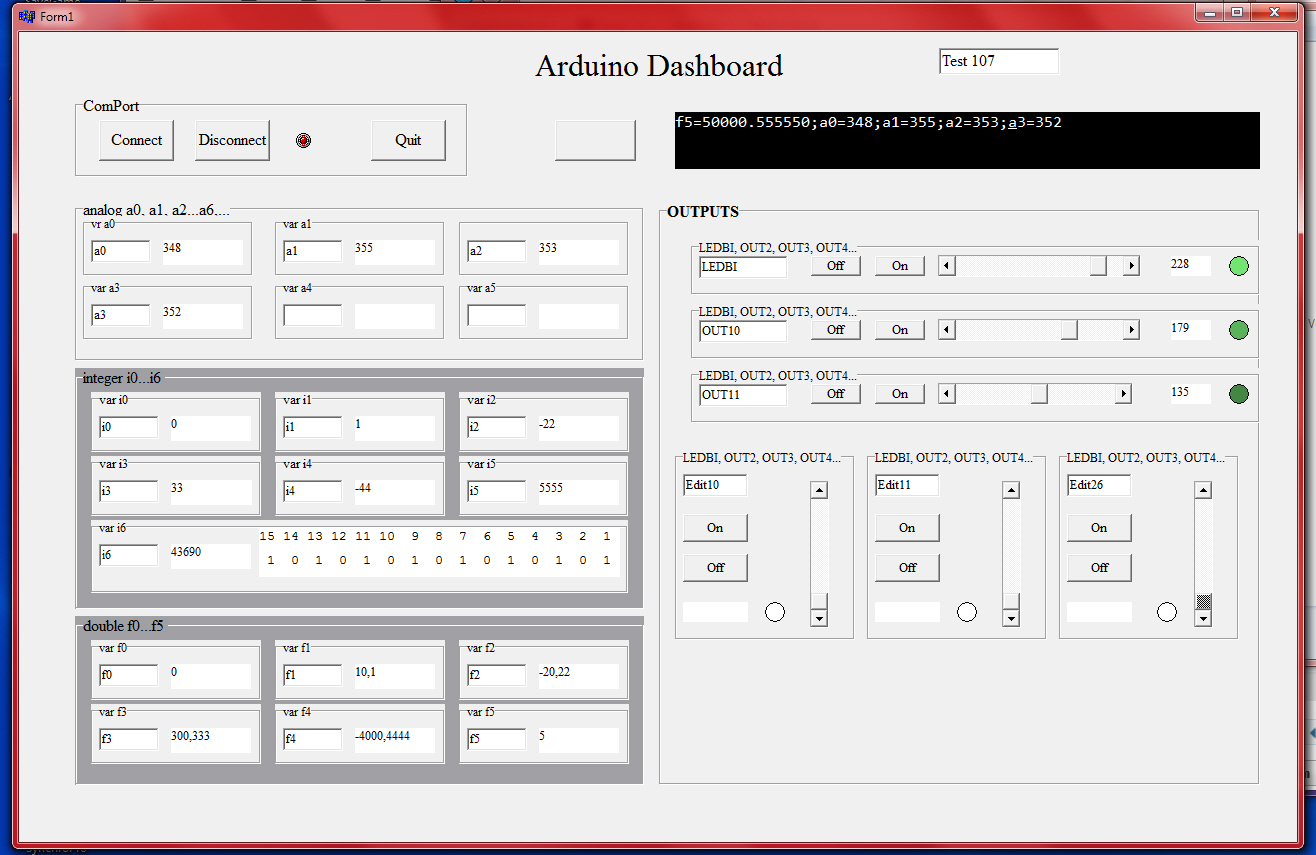 Form1
Arduino Dashboard
Test 107
ComPort
Connect Disconnect Quit
f5=50000.555550;a0=348;a1=355;a2=353;a3=352
analog a0, a1, a2...a6,...
vr a0 var a1
a0 348 a1 355 a2 353
var a3 var a4 var a5
a3 352
integer i0...i6
var i0 var i1 var i2
i0 0 i1 1 i2 -22
var i3 var i4 var i5
i3 33 i4 -44 i5 5555
var i6
i6 43690
15 14 13 12 11 10 9 8 7 6 5 4 3 2 1
1 0 1 0 1 0 1 0 1 0 1 0 1 0 1
double f0...f5
var f0 var f1 var f2
f0 0 f1 10,1 f2 -20,22
var f3 var f4 var f5
f3 300,333 f4 -4000,4444 f5 5
OUTPUTS
LEDBI, OUT2, OUT3, OUT4...
LEDBI Off On 228
LEDBI, OUT2, OUT3, OUT4...
OUT10 Off On 179
LEDBI, OUT2, OUT3, OUT4...
OUT11 Off On 135
LEDBI, OUT2, OUT3, OUT4... LEDBI, OUT2, OUT3, OUT4... LEDBI, OUT2, OUT3, OUT4...
Edit10 Edit11 Edit26
On On On
Off Off Off